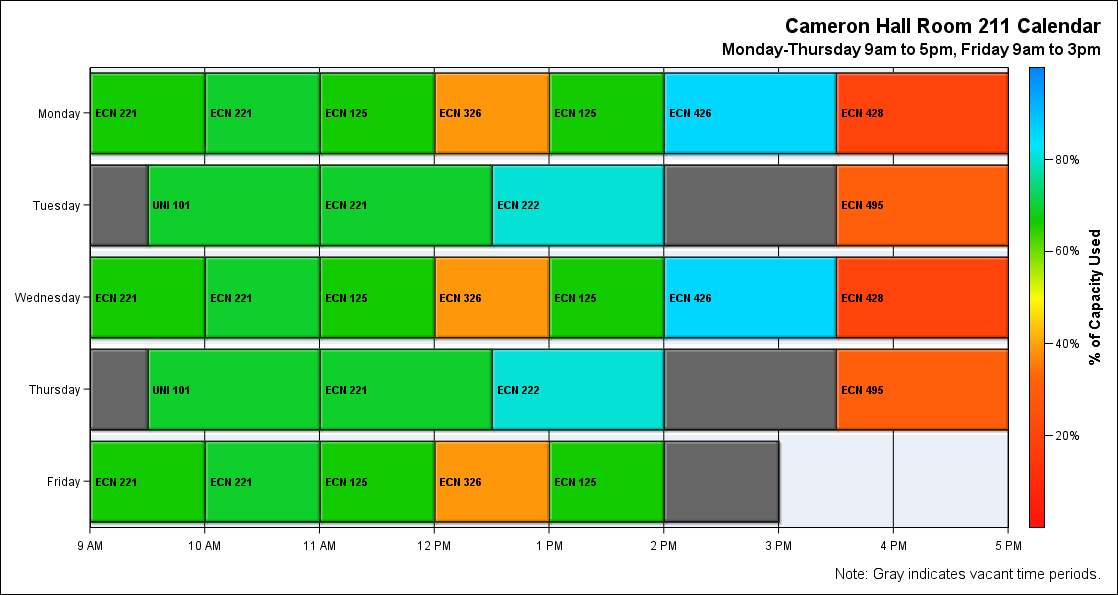 Cameron Hall Room 211 Calendar
Monday-Thursday 9am to 5pm, Friday 9am to 3pm
Monday ECN 221 ECN 221 ECN 125 ECN 326 ECN 125 ECN 426 ECN 428
Tuesday UNI 101 ECN 221 ECN 222 ECN 495
Wednesday ECN 221 ECN 221 ECN 125 ECN 326 ECN 125 ECN 426 ECN 428
Thursday UNI 101 ECN 221 ECN 222 ECN 495
Friday ECN 221 ECN 221 ECN 125 ECN 326 ECN 125
9 AM 10 AM 11 AM 12 PM 1 PM 2 PM 3 PM 4 PM 5 PM
80%
60%
40%
20%
% of Capacity Used
Note: Gray indicates vacant time periods.